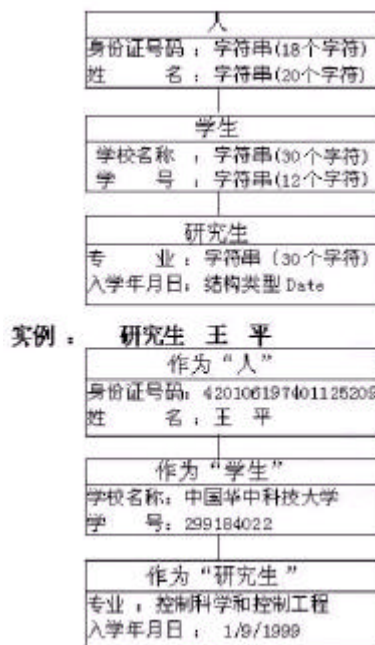 人
身份证号码：字符串(18个字符)
姓 名：字符串(20个字符)
学生
学校名称：字符串(30个字符)
学 号：字符串(12个字符)
研究生
专 业：字符串（30个字符)
入学年月日：结构类型Date
实例： 研究生 王 平
作为“人”
身份证号码：420106197401125209
姓 名：王 平
作为“学生”
学校名称：中国华中科技大学
学 号：299184022
作为“研究生”
专业：控制科学和控制工程
入学年月日： 1/9/1999